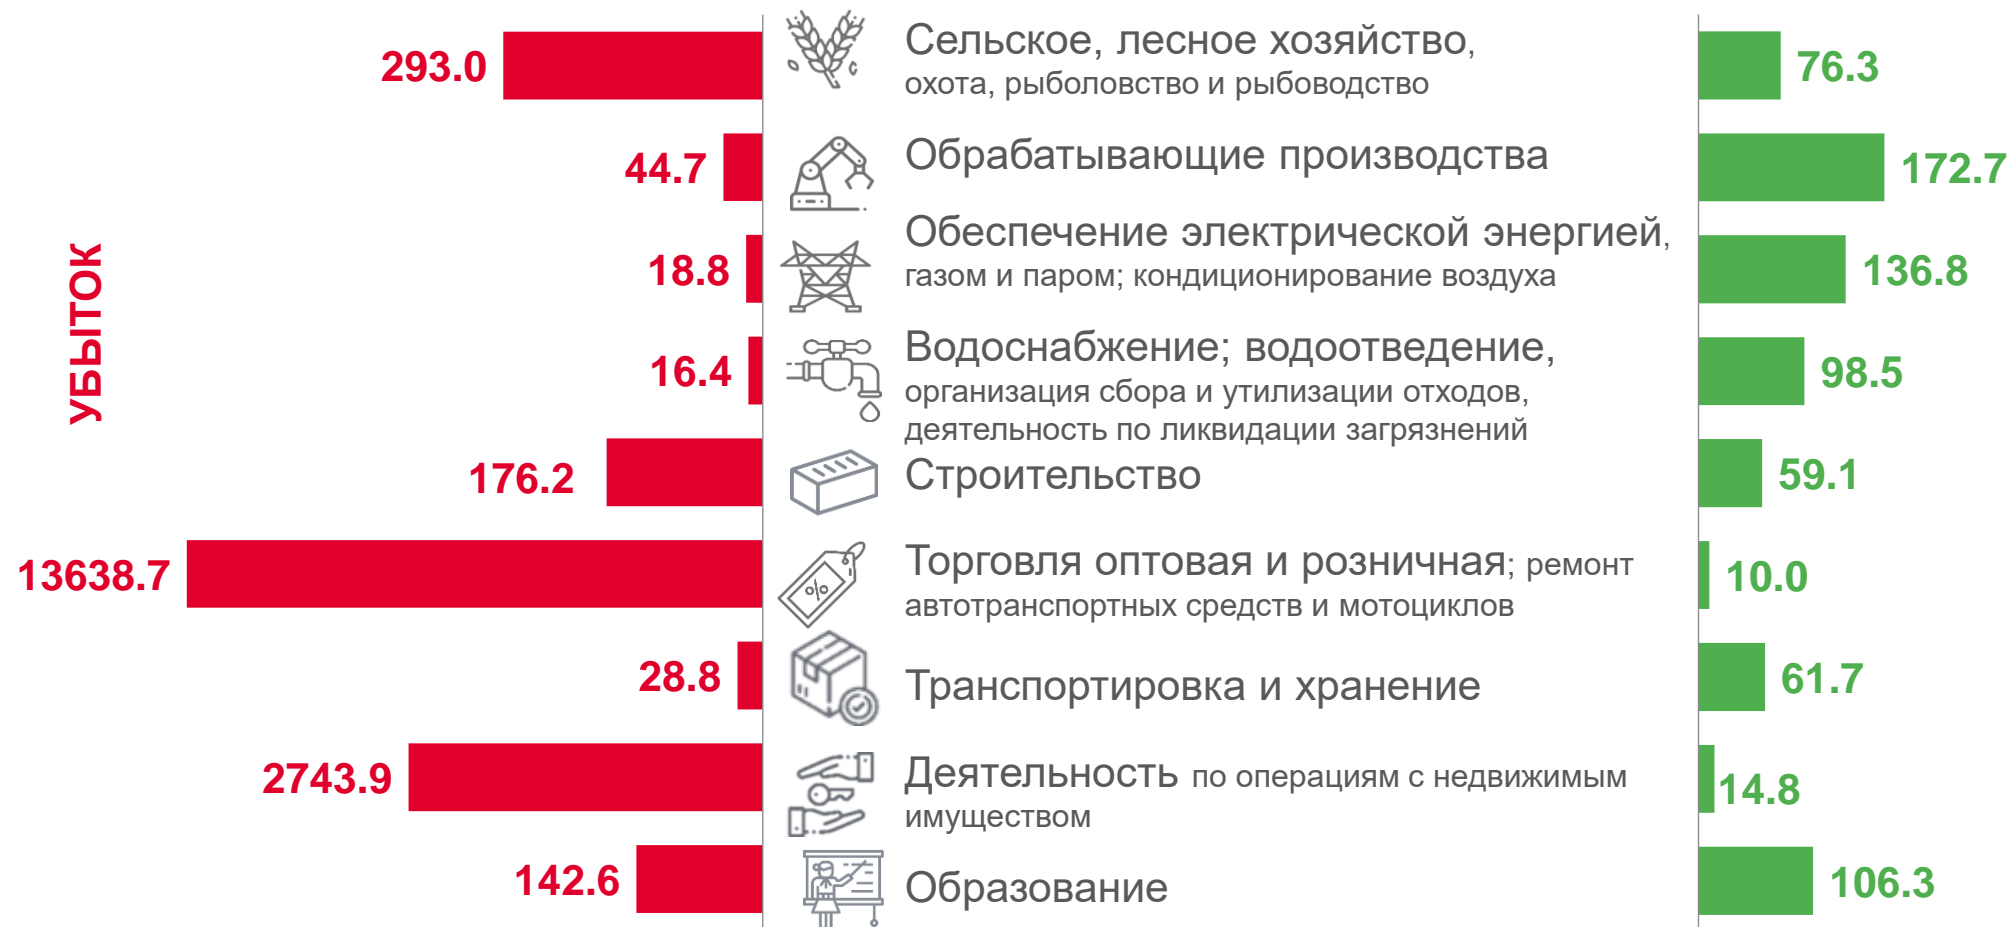 УБЫТОК
293.0
Сельское, лесное хозяйство,
охота, рыболовство и рыбоводство
76.3
44.7
Обрабатывающие производства
172.7
18.8
Обеспечение электрической энергией,
газом и паром; кондиционирование воздуха
136.8
16.4
Водоснабжение; водоотведение,
организация сбора и утилизации отходов,
деятельность по ликвидации загрязнений
98.5
176.2
Строительство
59.1
13638.7
%
Торговля оптовая и розничная; ремонт
автотранспортных средств и мотоциклов
10.0
28.8
Транспортировка и хранение
61.7
2743.9
Деятельность по операциям с недвижимым
имуществом
14.8
142.6
Образование
106.3